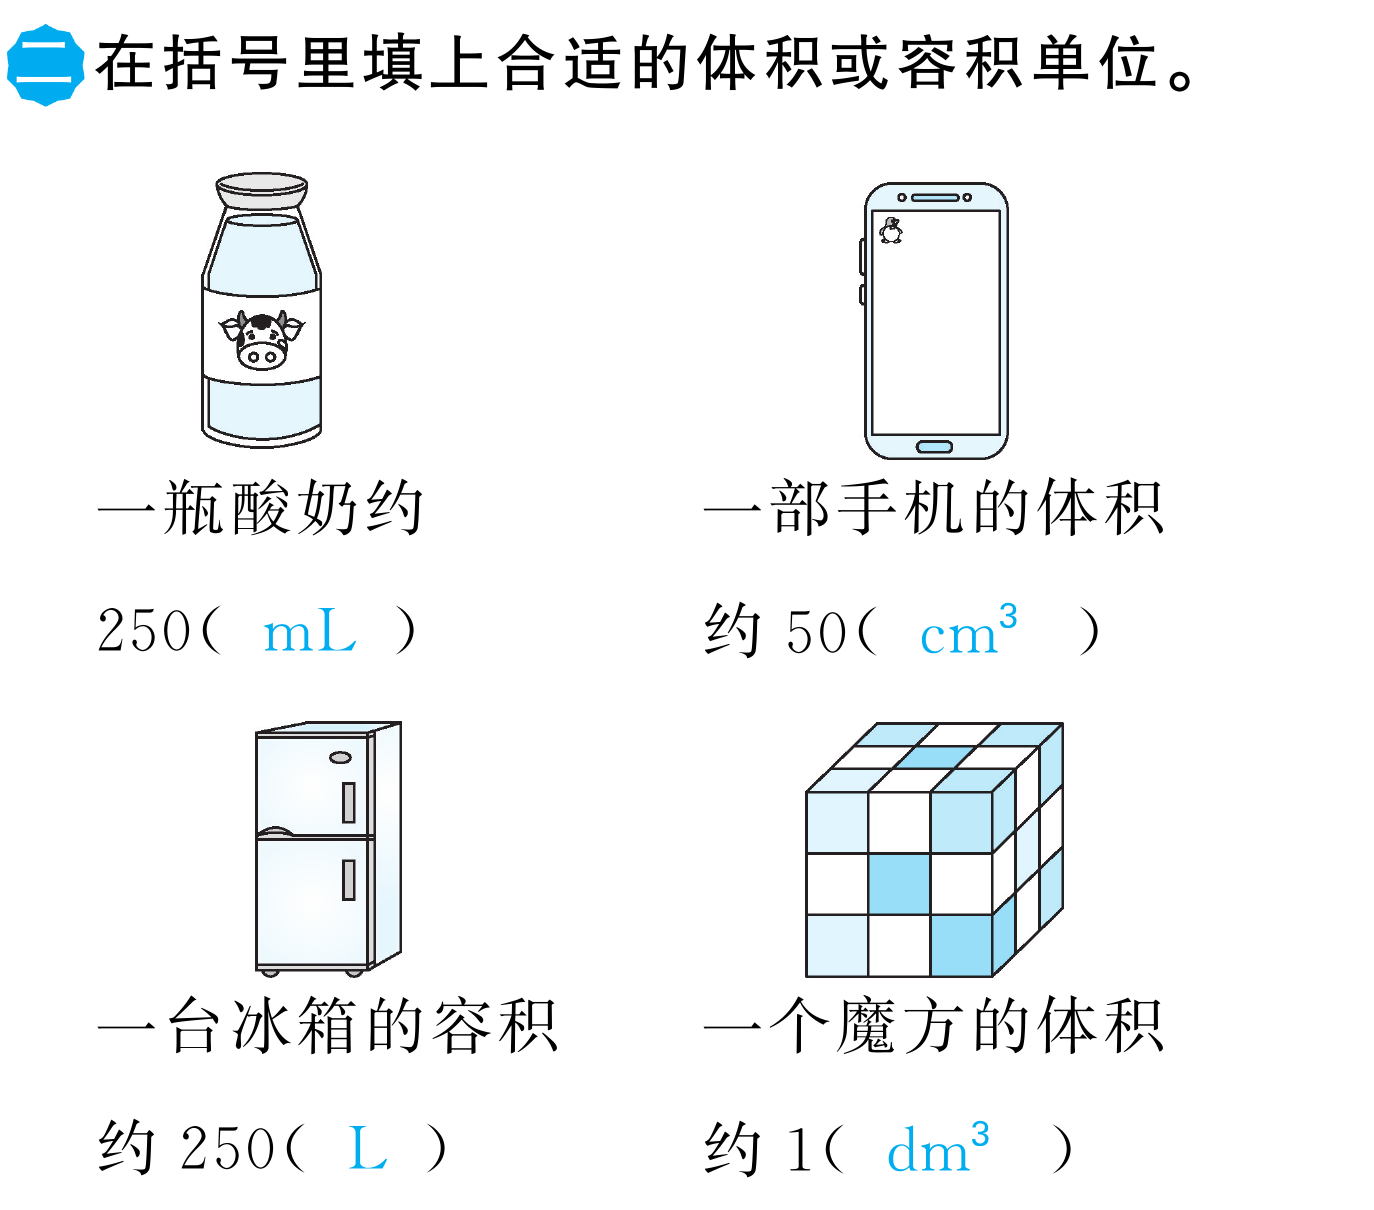 二 在括号里填上合适的体积或容积单位。
一瓶酸奶约
250( mL )
一部手机的体积
约 50( cm³ )
一台冰箱的容积
约 250( L )
一个魔方的体积
约 1( dm³ )